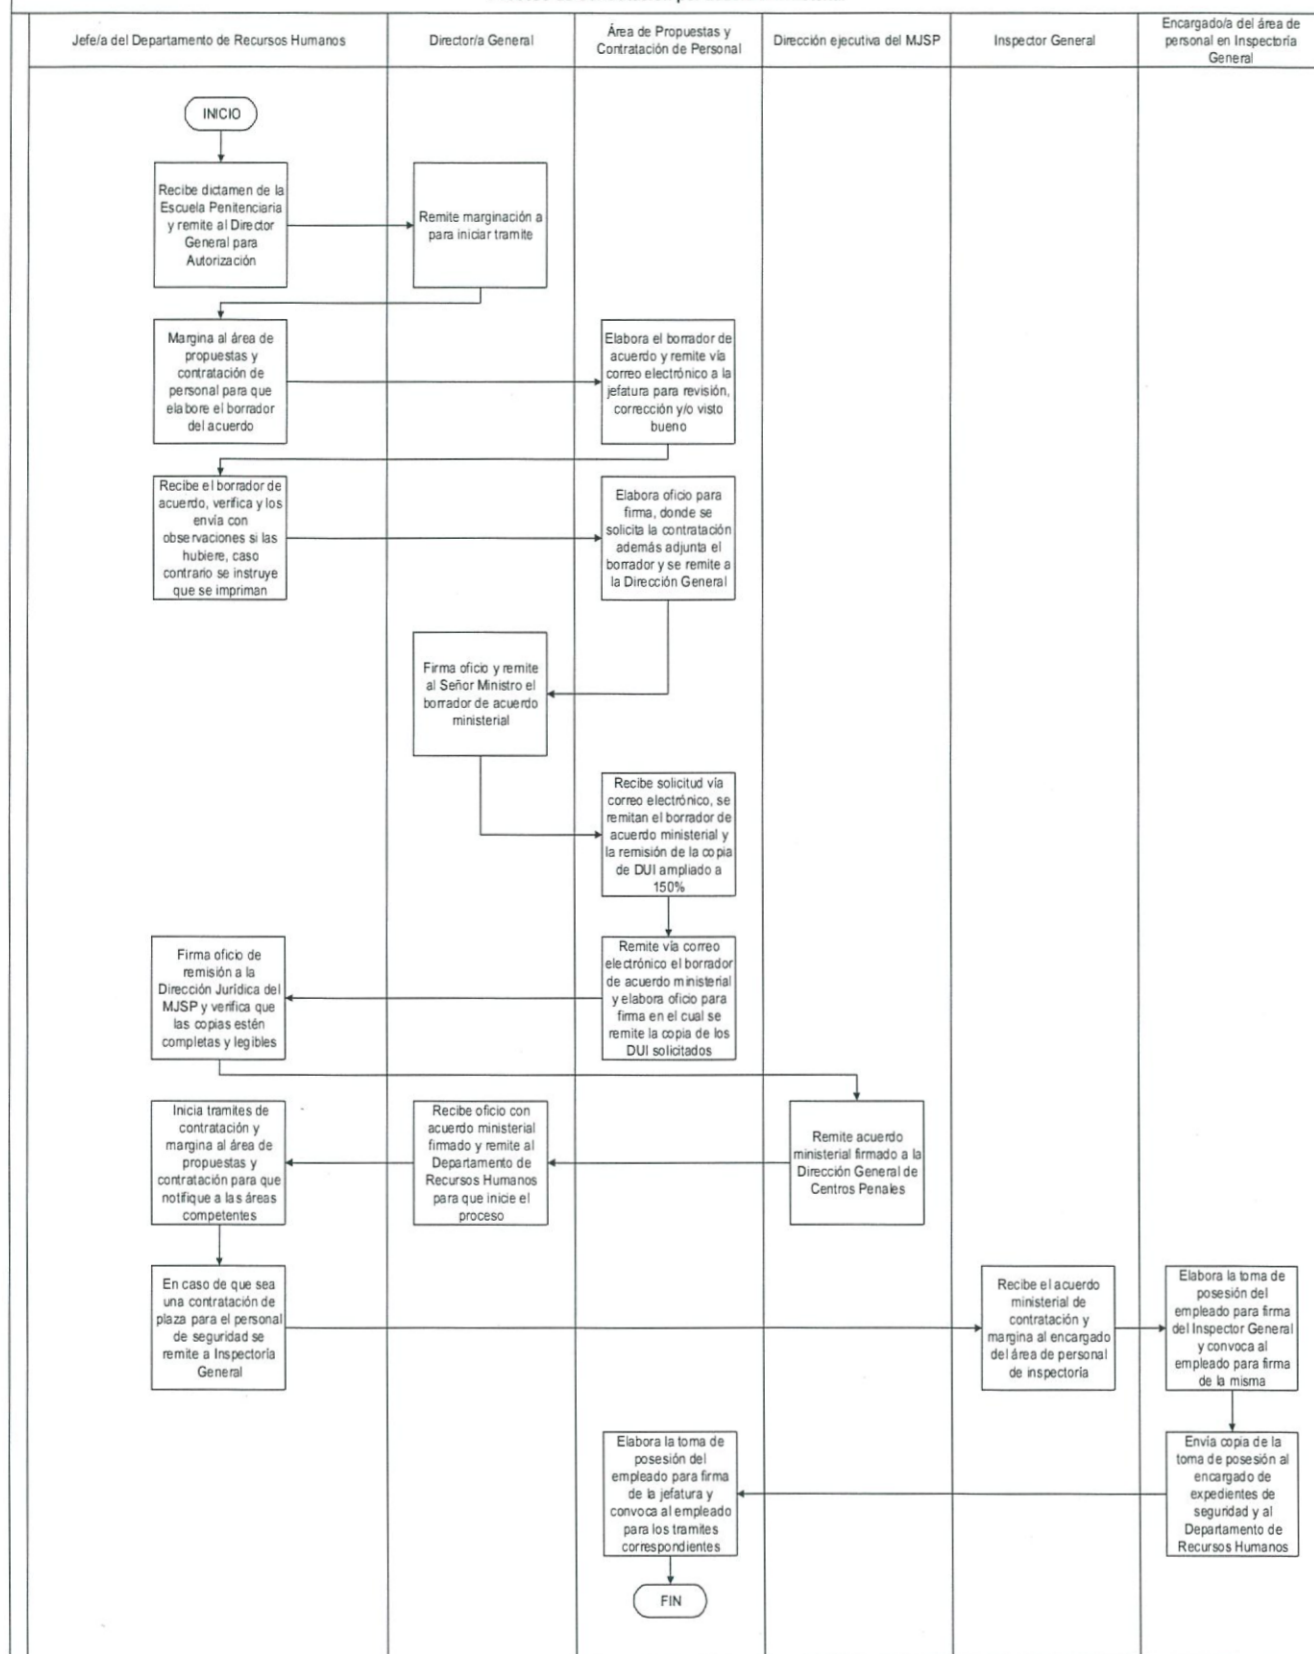 Jefe/a del Departamento de Recursos Humanos
Director/a General
Área de Propuestas y
Contratación de Personal
Dirección ejecutiva del MJSP
Inspector General
Encargado/a del área de
personal en Inspectoría
General
INICIO
Recibe dictamen de la
Escuela Penitenciaria
y remite al Director
General para
Autorización
Remite marginación a
para iniciar tramite
Margina al área de
propuestas y
contratación de
personal para que
elabore el borrador
del acuerdo
Elabora el borrador de
acuerdo y remite vía
correo electrónico a la
jefatura para revisión,
corrección y/o visto
bueno
Recibe el borrador de
acuerdo, verifica y los
envía con
observaciones si las
hubiere, caso
contrario se instruye
que se impriman
Elabora oficio para
firma, donde se
solicita la contratación
además adjunta el
borrador y se remite a
la Dirección General
Firma oficio y remite
al Señor Ministro el
borrador de acuerdo
ministerial
Recibe solicitud vía
correo electrónico, se
remitan el borrador de
acuerdo ministerial y
la remisión de la copia
de DUI ampliado a
150%
Firma oficio de
remisión a la
Dirección Jurídica del
MJSP y verifica que
las copias estén
completas y legibles
Remite vía correo
electrónico el borrador
de acuerdo ministerial
y elabora oficio para
firma en el cual se
remite la copia de los
DUI solicitados
Inicia tramites de
contratación y
margina al área de
propuestas y
contratación para que
notifique a las áreas
competentes
Recibe oficio con
acuerdo ministerial
firmado y remite al
Departamento de
Recursos Humanos
para que inicie el
proceso
Remite acuerdo
ministerial firmado a la
Dirección General de
Centros Penales
En caso de que sea
una contratación de
plaza para el personal
de seguridad se
remite a Inspectoría
General
Recibe el acuerdo
ministerial de
contratación y
margina al encargado
del área de personal
de inspectoría
Elabora la toma de
posesión del
empleado para firma
del Inspector General
y convoca al
empleado para firma
de la misma
Elabora la toma de
posesión del
empleado para firma
de la jefatura y
convoca al empleado
para los tramites
correspondientes
Envía copia de la
toma de posesión al
encargado de
expedientes de
seguridad y al
Departamento de
Recursos Humanos
FIN